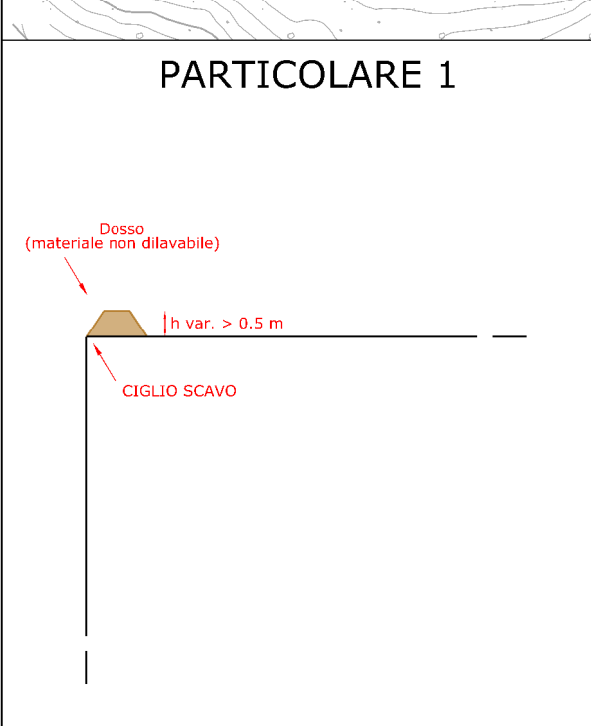 PARTICOLARE 1
Dosso
(materiale non dilavabile)
h var. > 0.5 m
CIGLIO SCAVO